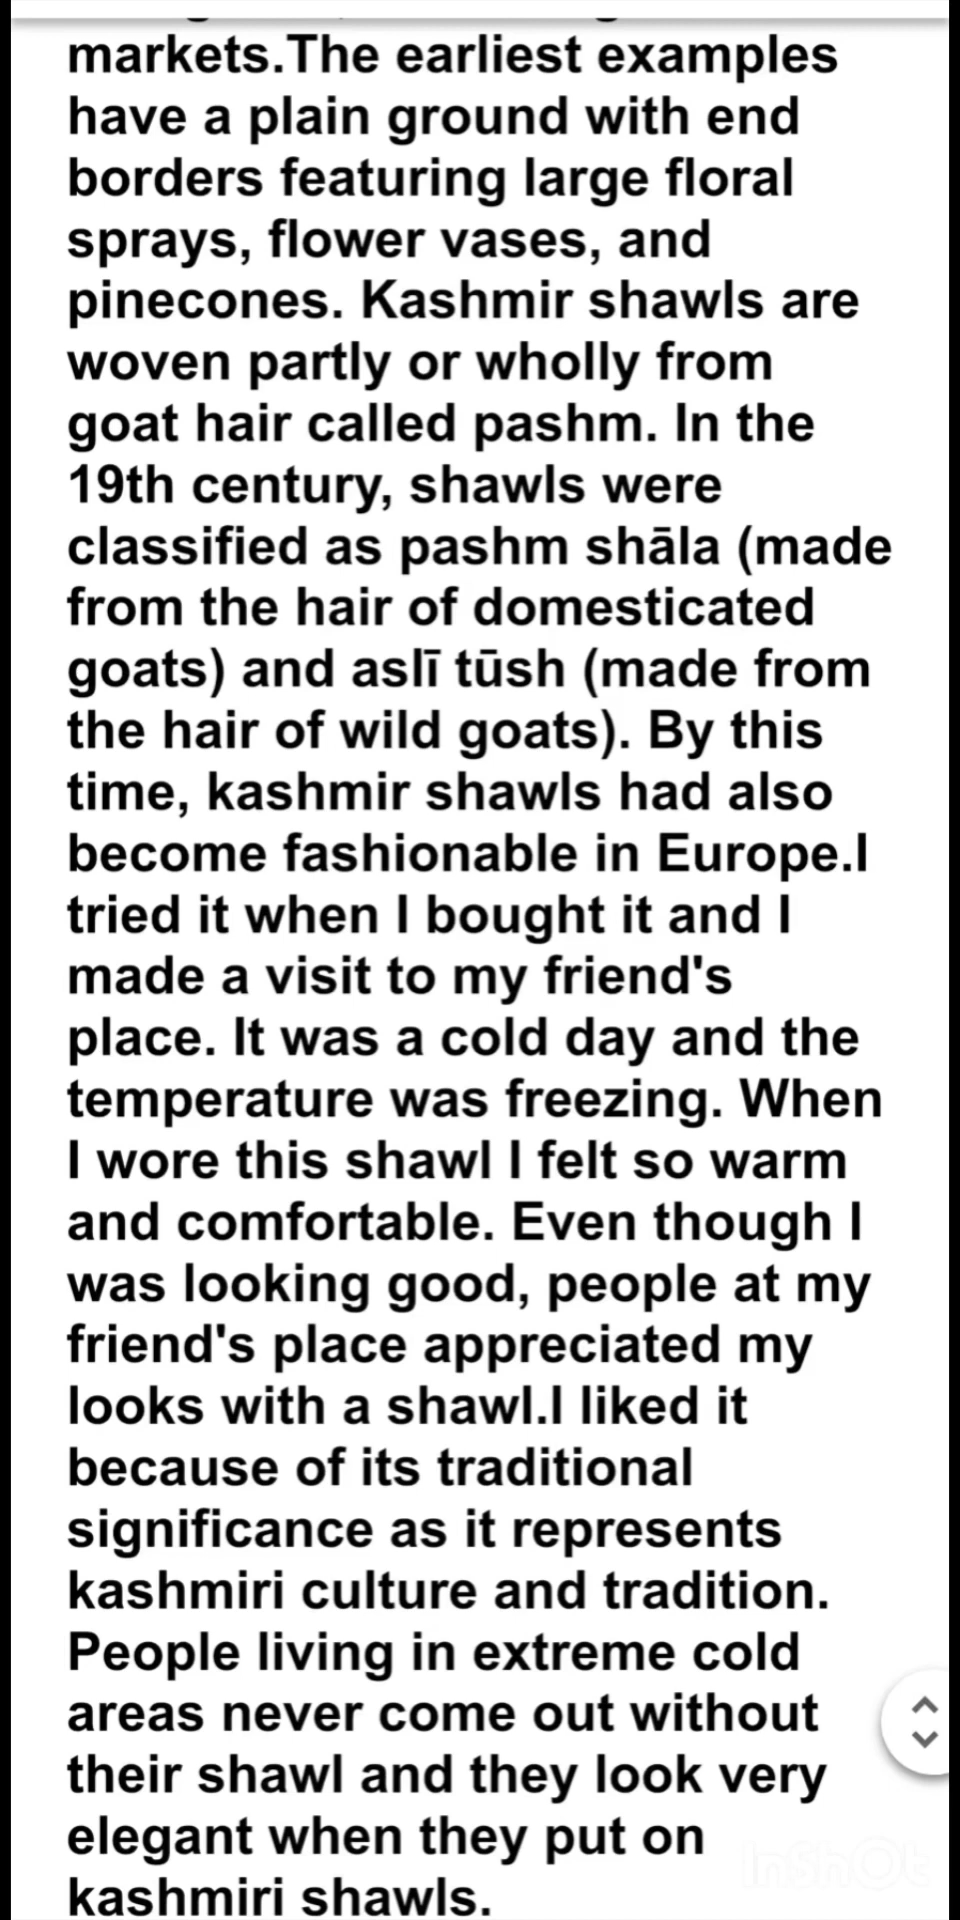 markets.The earliest examples
have a plain ground with end
borders featuring large floral
sprays, flower vases, and
pinecones. Kashmir shawls are
woven partly or wholly from
goat hair called pashm. In the
19th century, shawls were
classified as pashm shāla (made
from the hair of domesticated
goats) and aslī tūsh (made from
the hair of wild goats). By this
time, kashmir shawls had also
become fashionable in Europe.I
tried it when I bought it and I
made a visit to my friend's
place. It was a cold day and the
temperature was freezing. When
I wore this shawl I felt so warm
and comfortable. Even though I
was looking good, people at my
friend's place appreciated my
looks with a shawl.I liked it
because of its traditional
significance as it represents
kashmiri culture and tradition.
People living in extreme cold
areas never come out without
their shawl and they look very
elegant when they put on
InShOt
kashmiri shawls.